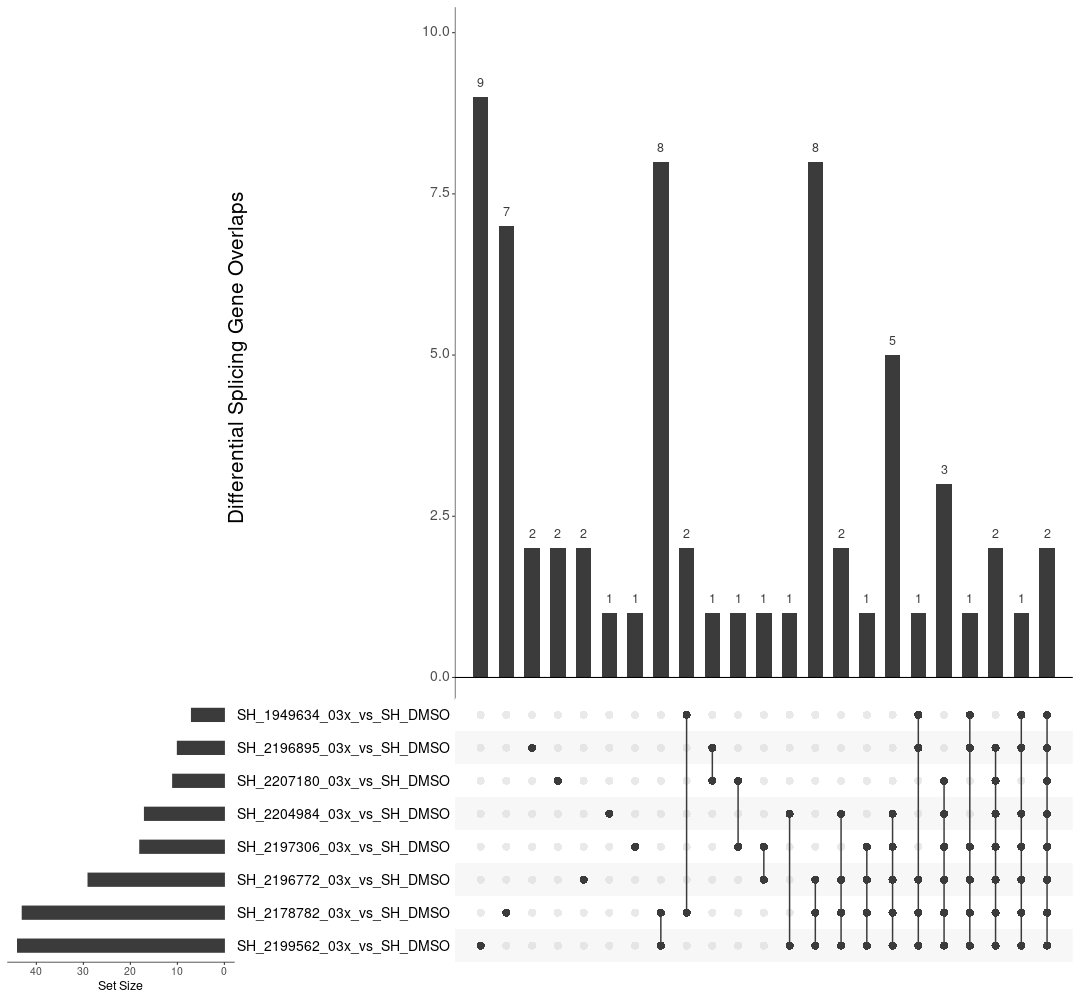 Differential Splicing Gene Overlaps
10.0
7.5
5.0
2.5
0.0
9
7
2
2
2
1
1
8
2
1
1
1
1
8
2
1
5
1
3
1
2
1
2
SH_1949634_03x_vs_SH_DMSO
SH_2196895_03x_vs_SH_DMSO
SH_2207180_03x_vs_SH_DMSO
SH_2204984_03x_vs_SH_DMSO
SH_2197306_03x_vs_SH_DMSO
SH_2196772_03x_vs_SH_DMSO
SH_2178782_03x_vs_SH_DMSO
SH_2199562_03x_vs_SH_DMSO
40 30 20 10 0
Set Size